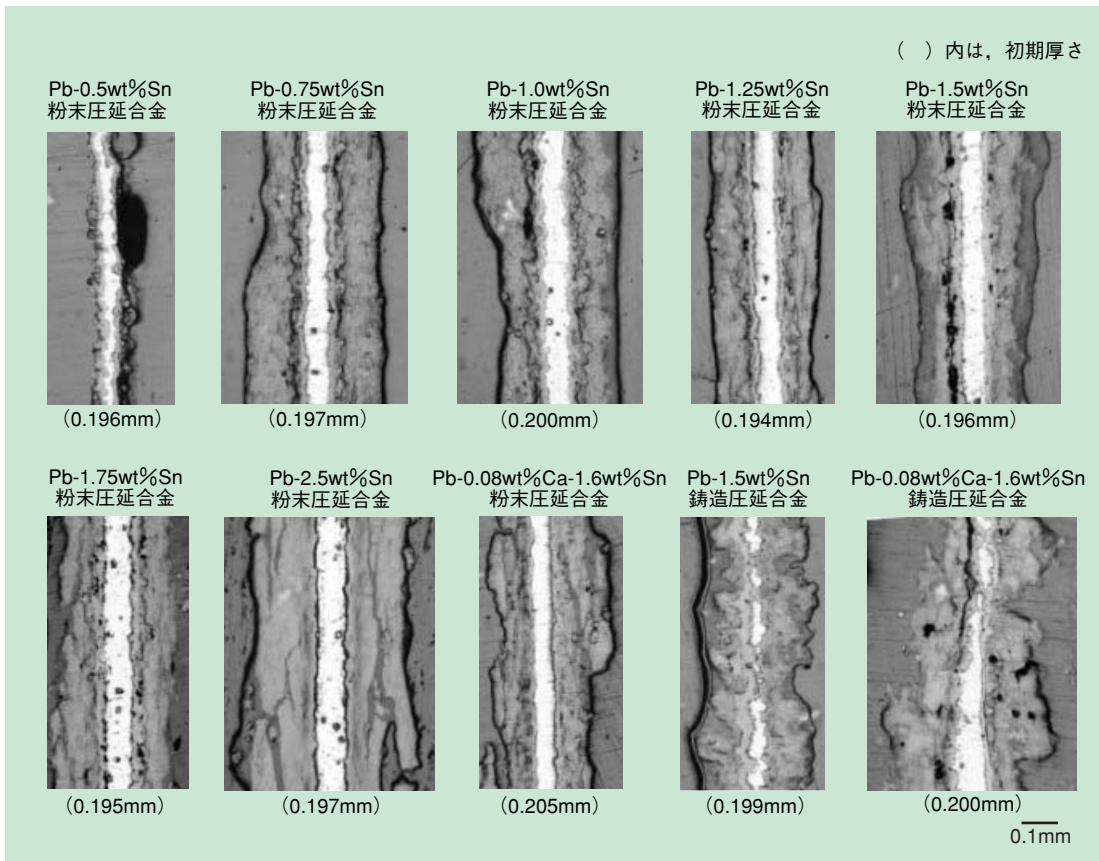 （　）内は，初期厚さ
Pb-0.5wt%Sn
粉末圧延合金
（0.196mm）
Pb-0.75wt%Sn
粉末圧延合金
（0.197mm）
Pb-1.0wt%Sn
粉末圧延合金
（0.200mm）
Pb-1.25wt%Sn
粉末圧延合金
（0.194mm）
Pb-1.5wt%Sn
粉末圧延合金
（0.196mm）
Pb-1.75wt%Sn
粉末圧延合金
（0.195mm）
Pb-2.5wt%Sn
粉末圧延合金
（0.197mm）
Pb-0.08wt%Ca-1.6wt%Sn
粉末圧延合金
（0.205mm）
Pb-1.5wt%Sn
鋳造圧延合金
（0.199mm）
Pb-0.08wt%Ca-1.6wt%Sn
鋳造圧延合金
（0.200mm）
0.1mm